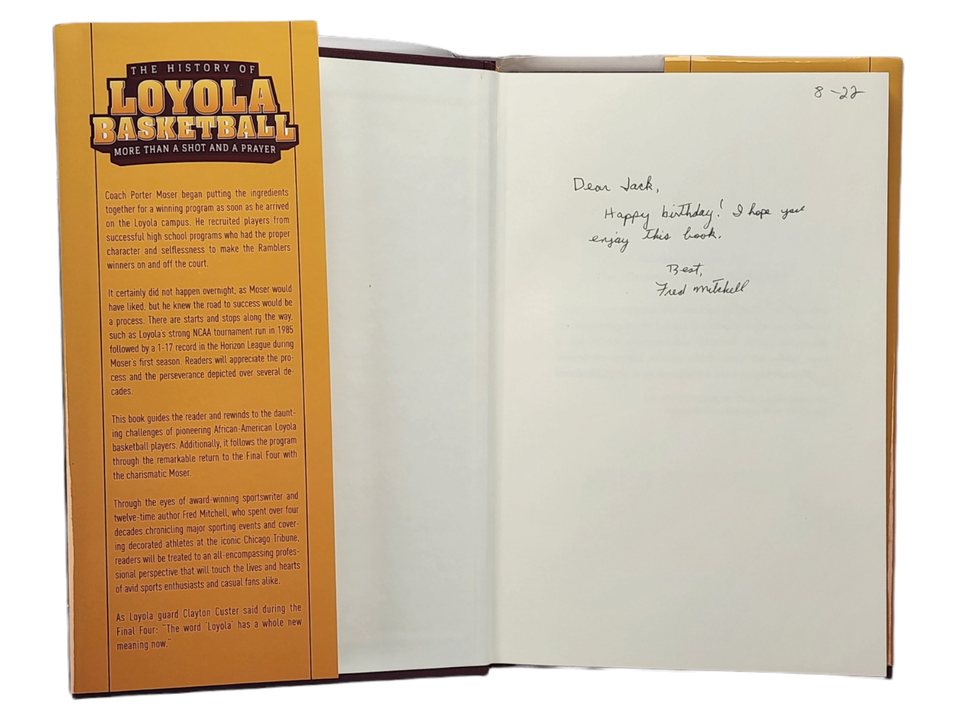 THE HISTORY OF
LOYOLA
BASKETBALL
MORE THAN A SHOT AND A PRAYER
Coach Porter Moser began putting the ingredients
together for a winning program as soon as he arrived
on the Loyola campus. He recruited players from
successful high school programs who had the proper
character and selflessness to make the Ramblers
winners on and off the court.
It certainly did not happen overnight, as Moser would
have liked, but he knew the road to success would be
a process. There are starts and stops along the way,
such as Loyola's strong NCAA tournament run in 1985
followed by a 1-17 record in the Horizon League during
Moser's first season. Readers will appreciate the pro-
cess and the perseverance depicted over several de-
cades.
This book guides the reader and rewinds to the daunt-
ing challenges of pioneering African-American Loyola
basketball players. Additionally, it follows the program
through the remarkable return to the Final Four with
the charismatic Moser.
Through the eyes of award-winning sportswriter and
twelve-time author Fred Mitchell, who spent over four
decades chronicling major sporting events and cover-
ing decorated athletes at the iconic Chicago Tribune,
readers will be treated to an all-encompassing profes-
sional perspective that will touch the lives and hearts
of avid sports enthusiasts and casual fans alike.
As Loyola guard Clayton Custer said during the
Final Four: "The word 'Loyola' has a whole new
meaning now."
8-22
Dear Jack,
Happy birthday! I hope you
enjoy this book.
Best,
Fred Mitchell